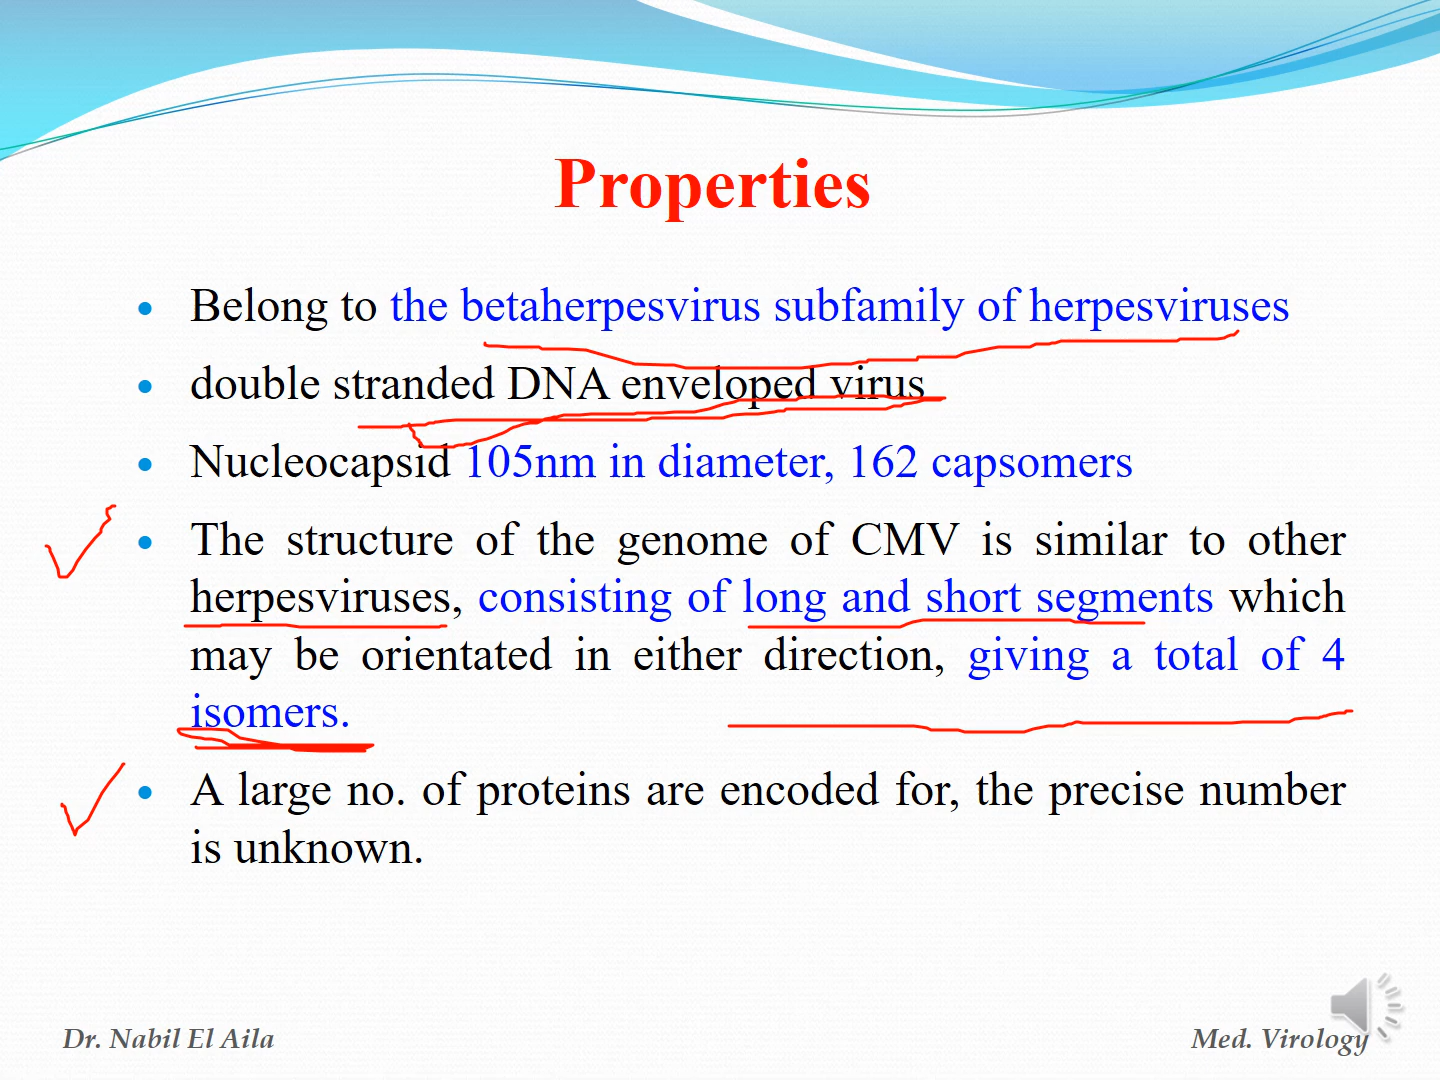 Properties
• Belong to the betaherpesvirus subfamily of herpesviruses
• double stranded DNA enveloped virus
• Nucleocapsid 105nm in diameter, 162 capsomers
• The structure of the genome of CMV is similar to other
herpesviruses, consisting of long and short segments which
may be orientated in either direction, giving a total of 4
isomers.
• A large no. of proteins are encoded for, the precise number
is unknown.
Dr. Nabil El Aila
Med. Virology